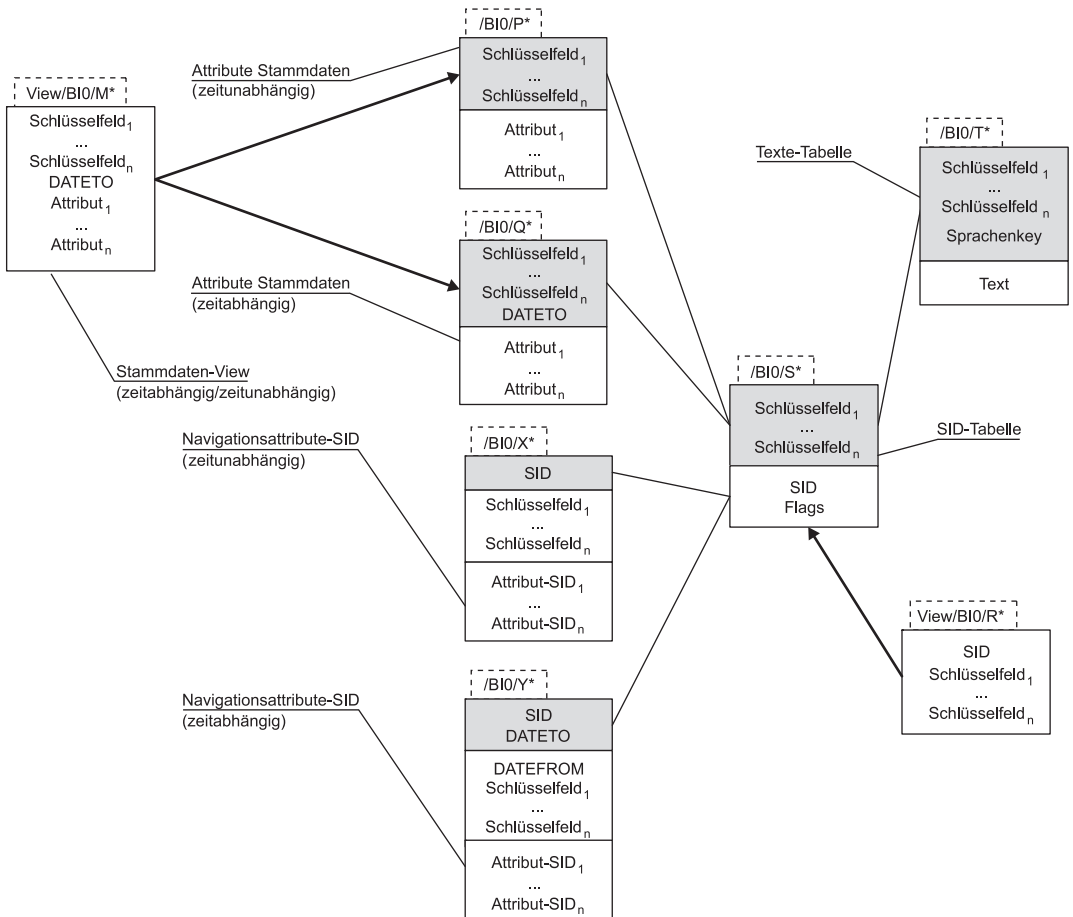 /BI0/P*
Schlüsselfeld1
...
Schlüsseldfeldn
Attribut1
...
Attributn
Attribute Stammdaten
(zeitunabhängig)
View/BI0/M*
Schlüsselfeld1
...
Schlüsselfeldn
DATETO
Attribut1
...
Attributn
/BI0/T*
Schlüsselfeld1
...
Schlüsselfeldn
Sprachenkey
Text
Texte-Tabelle
/BI0/Q*
Schlüsselfeld1
...
Schlüsselfeldn
DATETO
Attribut1
...
Attributn
Attribute Stammdaten
(zeitabhängig)
Stammdaten-View
(zeitabhängig/zeitunabhängig)
/BI0/S*
Schlüsselfeld1
...
Schlüsselfeldn
SID
Flags
SID-Tabelle
Navigationsattribute-SID
(zeitunabhängig)
/BI0/X*
SID
Schlüsselfeld1
...
Schlüsselfeldn
Attribut-SID1
...
Attribut-SIDn
View/BI0/R*
SID
Schlüsselfeld1
...
Schlüsselfeldn
Navigationsattribute-SID
(zeitabhängig)
/BI0/Y*
SID
DATETO
DATEFROM
Schlüsselfeld1
...
Schlüsselfeldn
Attribut-SID1
...
Attribut-SIDn